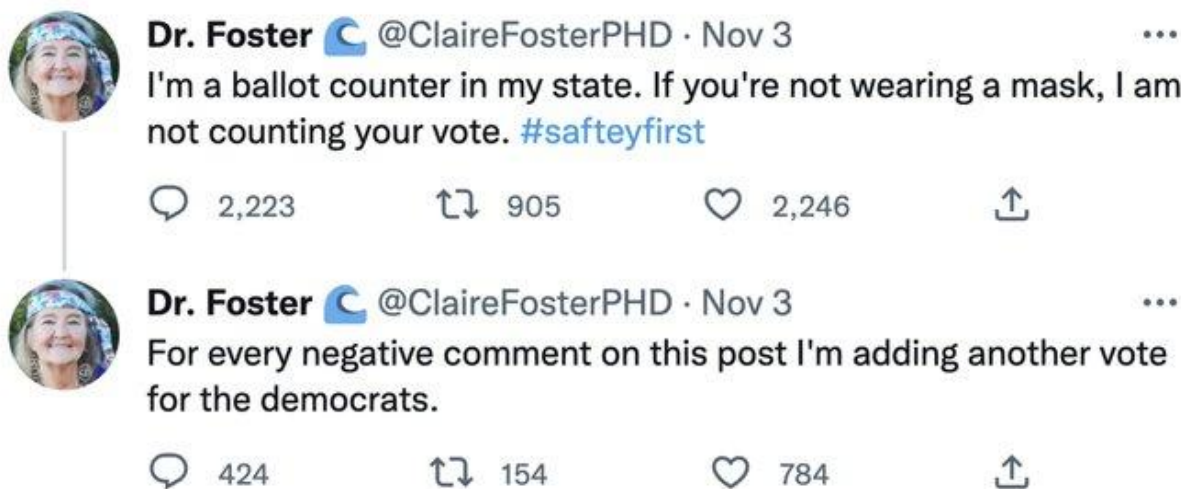 Dr. Foster 🌊 @ClaireFosterPHD · Nov 3
I'm a ballot counter in my state. If you're not wearing a mask, I am
not counting your vote. #safteyfirst
2,223 905 2,246
Dr. Foster 🌊 @ClaireFosterPHD · Nov 3
For every negative comment on this post I'm adding another vote
for the democrats.
424 154 784